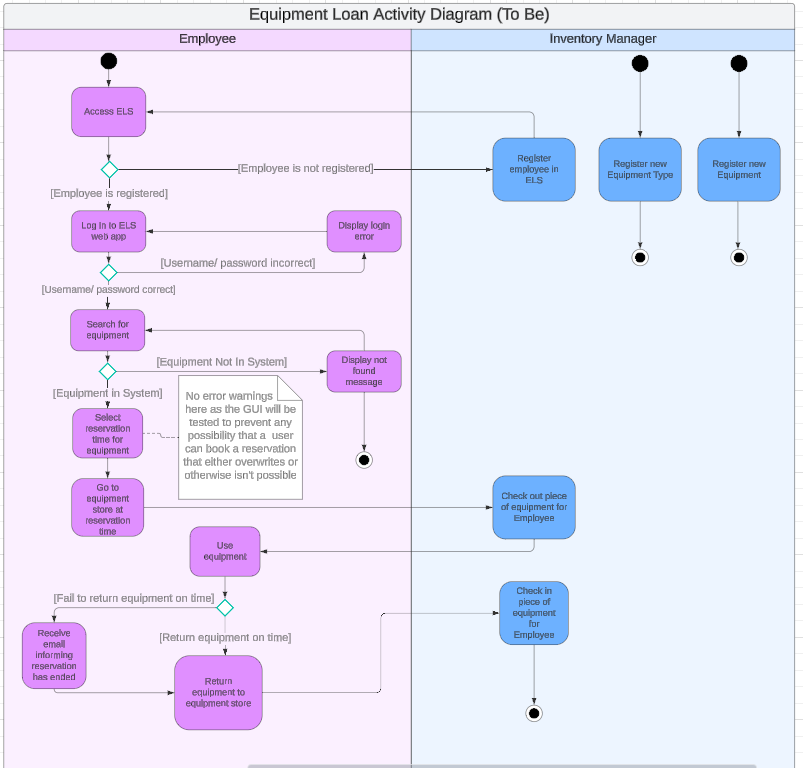 Equipment Loan Activity Diagram (To Be)
Employee
Inventory Manager
Access ELS
[Employee is not registered]
Register
employee in
ELS
Register new
Equipment Type
Register new
Equipment
[Employee is registered]
Log In to ELS
web app
Display login
error
[Username/ password incorrect]
[Username/ password correct]
Search for
equipment
[Equipment Not In System]
Display not
found
message
[Equipment in System]
Select
reservation
time for
equipment
No error warnings
here as the GUI will be
tested to prevent any
possibility that a user
can book a reservation
that either overwrites or
otherwise isn't possible
Go to
equipment
store at
reservation
time
Check out piece
of equipment for
Employee
Use
equipment
[Fail to return equipment on time]
[Return equipment on time]
Receive
email
informing
reservation
has ended
Return
equipment to
equipment store
Check in
piece of
equipment
for
Employee